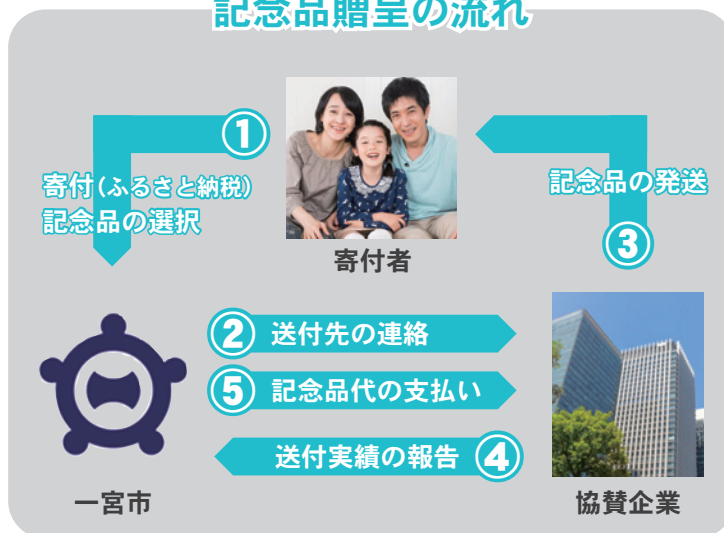 記念品贈呈の流れ
①
寄付(ふるさと納税)
記念品の選択
寄付者
記念品の発送
③
② 送付先の連絡
⑤ 記念品代の支払い
送付実績の報告 ④
一宮市
協賛企業